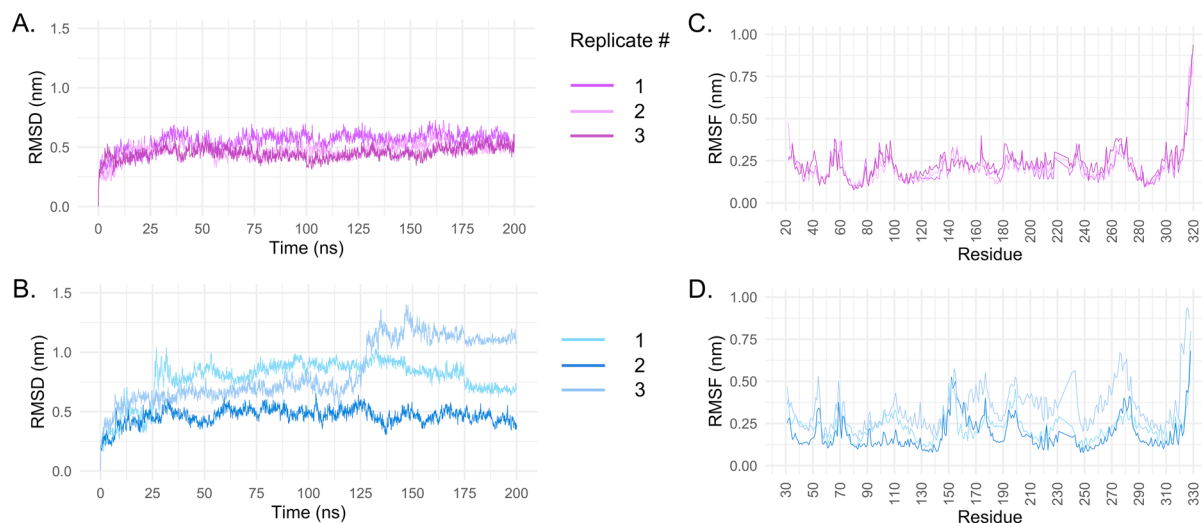 A.
RMSD (nm)
1.5
1.0
0.5
0.0
0 25 50 75 100 125 150 175 200
Time (ns)
Replicate #
1
2
3
C.
RMSF (nm)
1.00
0.75
0.50
0.25
0.00
20 40 60 80 100 120 140 160 180 200 220 240 260 280 300 320
Residue
B.
RMSD (nm)
1.5
1.0
0.5
0.0
0 25 50 75 100 125 150 175 200
Time (ns)
1
2
3
D.
RMSF (nm)
1.00
0.75
0.50
0.25
0.00
30 50 70 90 110 130 150 170 190 210 230 250 270 290 310 330
Residue